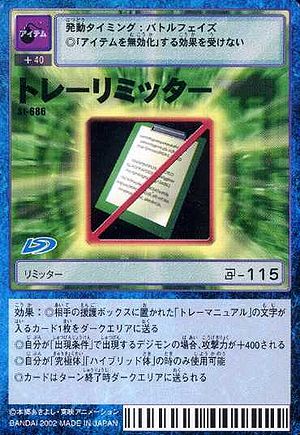 発動タイミング：バトルフェイズ
◎「アイテムを無効化」する効果を受けない
アイテム
+40
トレーリミッター
St-686
リミッター
-115
効果：◎相手の援護ボックスに置かれた「トレーマニュアル」の文字が
入るカード1枚をダークエリアに送る
◎自分が「出現条件」で出現するデジモンの場合、攻撃力が+400される
◎自分が「究極体」「ハイブリッド体」の時のみ使用可能
◎カードはターン終了時ダークエリアに送る
©本郷あきよし・東映アニメーション
©BANDAI 2002 MADE IN JAPAN